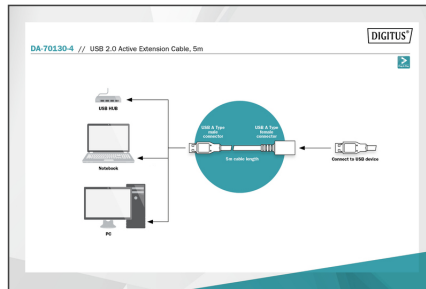 DIGITUS®
DA-70130-4 // USB 2.0 Active Extension Cable, 5m
USB HUB
USB A Type
male
connector
USB A Type
female
connector
5m cable length
Connect to USB device
Notebook
PC